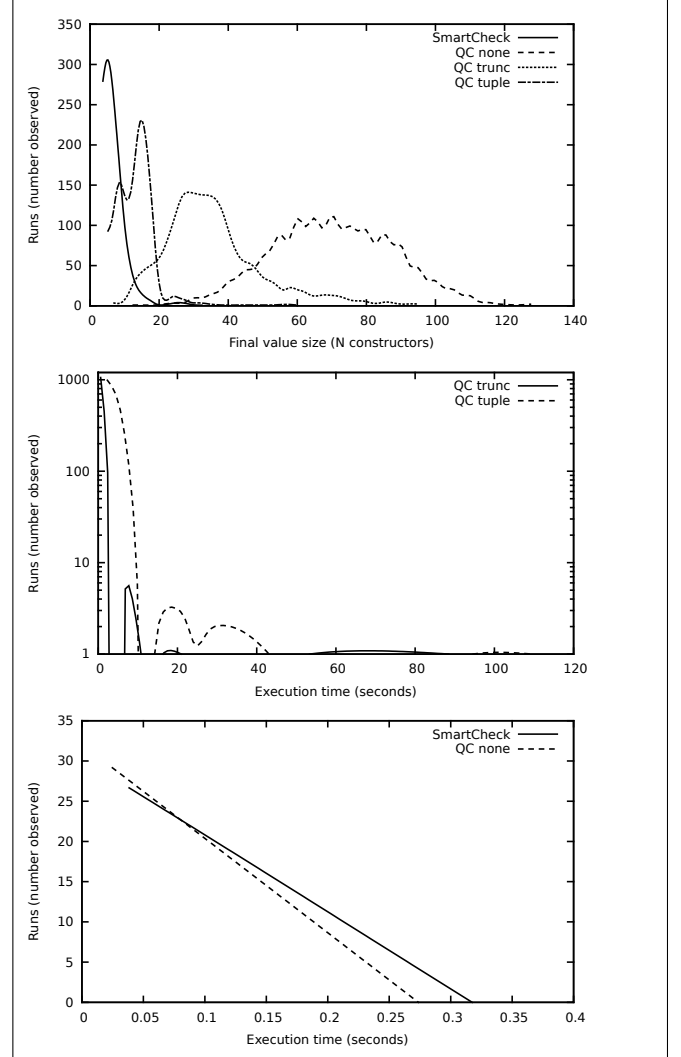 350
300
250
200
150
100
50
0
Runs (number observed)
SmartCheck
QC none
QC trunc
QC tuple
0 20 40 60 80 100 120 140
Final value size (N constructors)
1000
100
10
1
Runs (number observed)
QC trunc
QC tuple
0 20 40 60 80 100 120
Execution time (seconds)
35
30
25
20
15
10
5
0
Runs (number observed)
SmartCheck
QC none
0 0.05 0.1 0.15 0.2 0.25 0.3 0.35 0.4
Execution time (seconds)